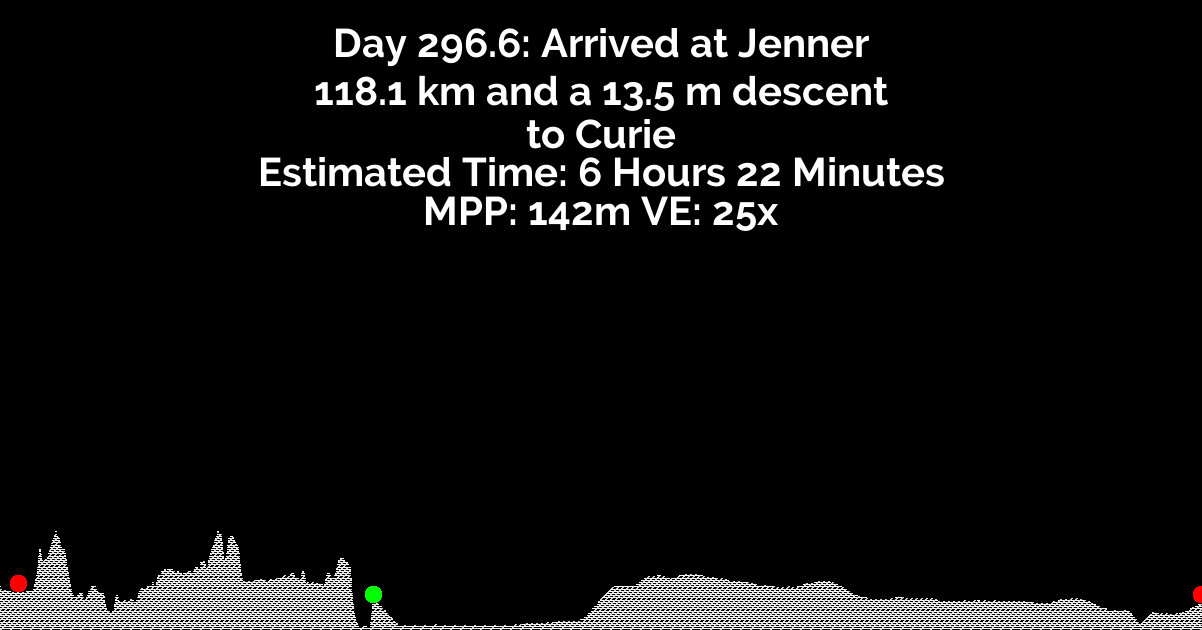 Day 296.6: Arrived at Jenner
118.1 km and a 13.5 m descent
to Curie
Estimated Time: 6 Hours 22 Minutes
MPP: 142m VE: 25x